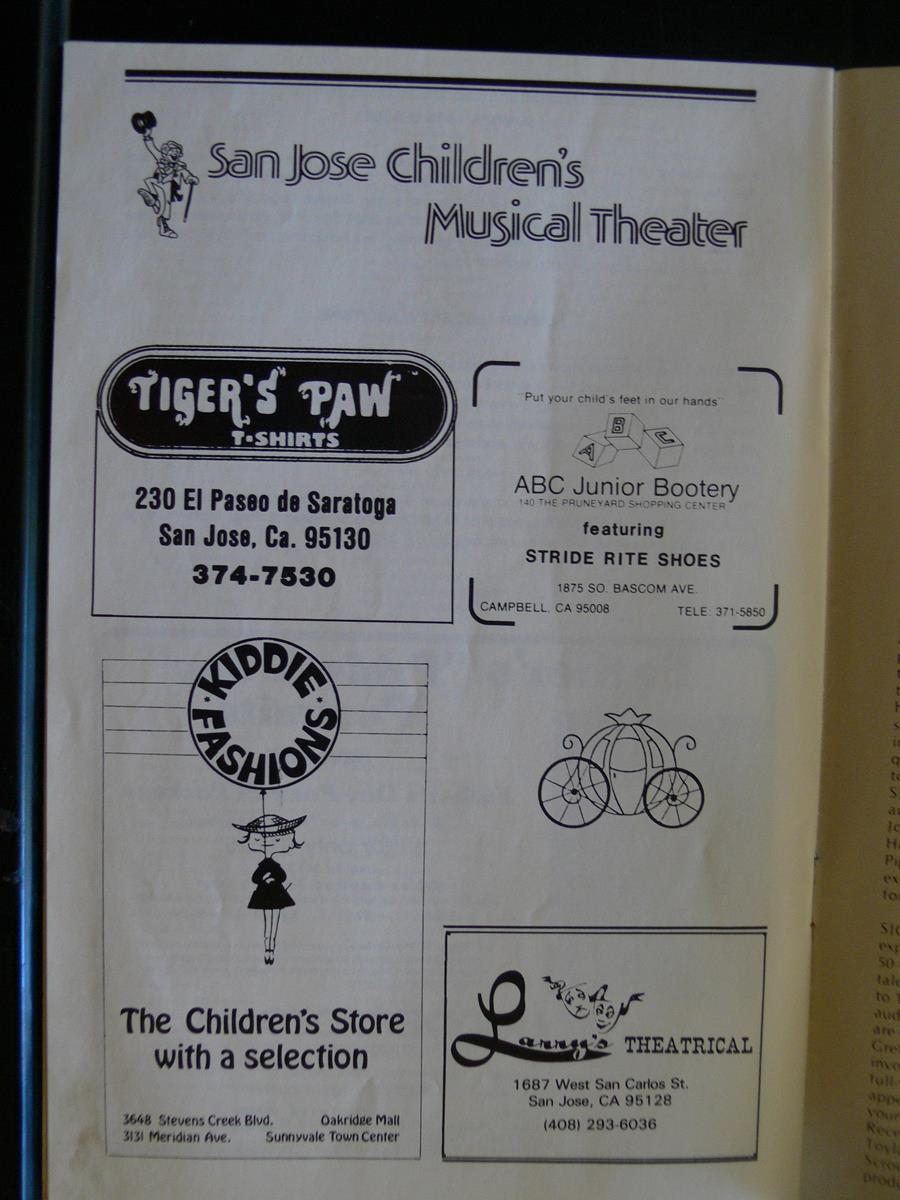 San Jose Children's
Musical Theater
TIGER'S PAW
T-SHIRTS
230 El Paseo de Saratoga
San Jose, Ca. 95130
374-7530
"Put your child's feet in our hands"
A B C
ABC Junior Bootery
140 THE PRUNEYARD SHOPPING CENTER
featuring
STRIDE RITE SHOES
1875 SO. BASCOM AVE.
CAMPBELL, CA 95008 TELE: 371-5850
KIDDIE
FASHIONS
The Children's Store
with a selection
3648 Stevens Creek Blvd. Oakridge Mall
3131 Meridian Ave. Sunnyvale Town Center
Larry's THEATRICAL
1687 West San Carlos St.
San Jose, CA 95128
(408) 293-6036